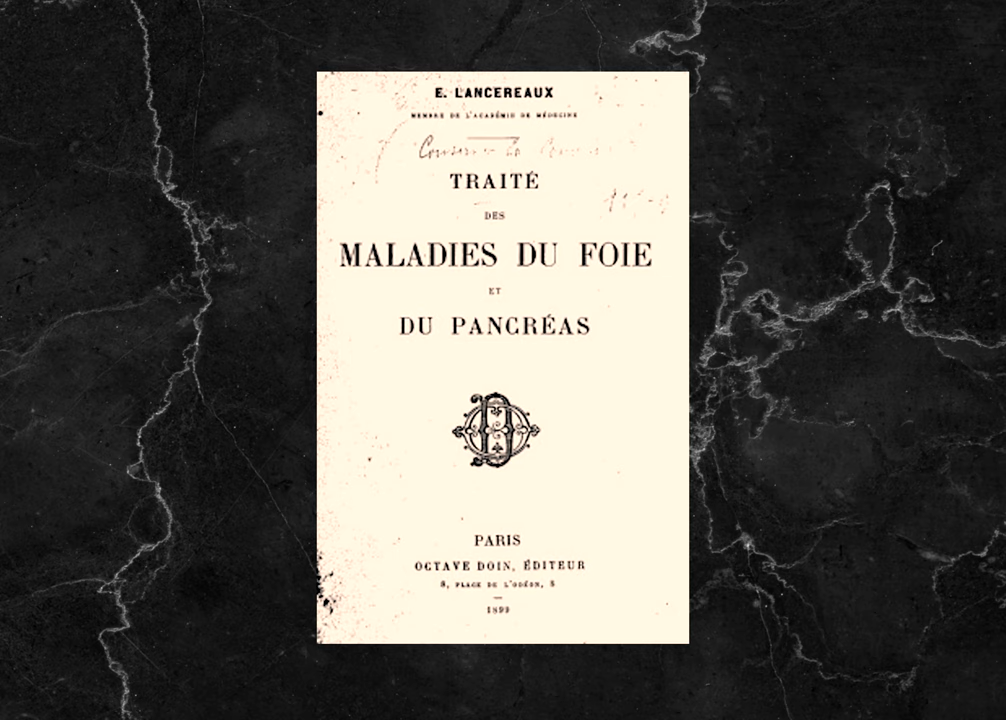 E. LANCEREAUX
MEMBRE DE L'ACADÉMIE DE MÉDECINE
TRAITÉ
DES
MALADIES DU FOIE
ET
DU PANCRÉAS
PARIS
OCTAVE DOIN, ÉDITEUR
8, PLACE DE L'ODÉON, 8
1899